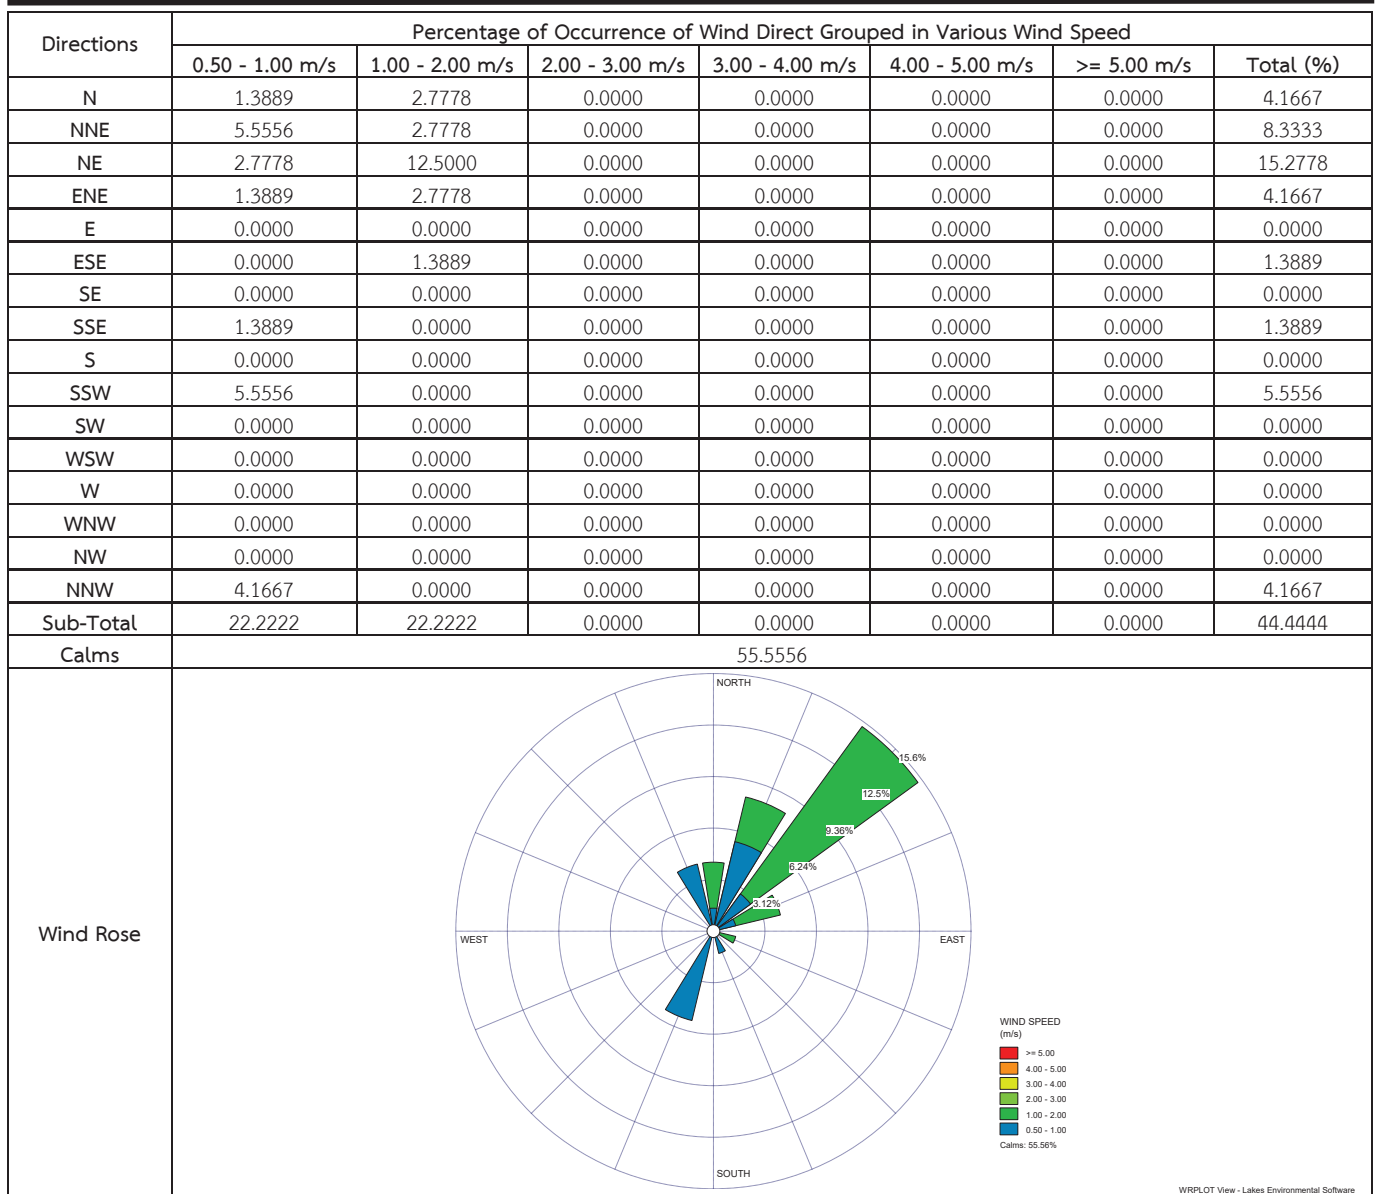 Directions
Percentage of Occurrence of Wind Direct Grouped in Various Wind Speed
0.50 - 1.00 m/s 1.00 - 2.00 m/s 2.00 - 3.00 m/s 3.00 - 4.00 m/s 4.00 - 5.00 m/s >= 5.00 m/s Total (%)
N 1.3889 2.7778 0.0000 0.0000 0.0000 0.0000 4.1667
NNE 5.5556 2.7778 0.0000 0.0000 0.0000 0.0000 8.3333
NE 2.7778 12.5000 0.0000 0.0000 0.0000 0.0000 15.2778
ENE 1.3889 2.7778 0.0000 0.0000 0.0000 0.0000 4.1667
E 0.0000 0.0000 0.0000 0.0000 0.0000 0.0000 0.0000
ESE 0.0000 1.3889 0.0000 0.0000 0.0000 0.0000 1.3889
SE 0.0000 0.0000 0.0000 0.0000 0.0000 0.0000 0.0000
SSE 1.3889 0.0000 0.0000 0.0000 0.0000 0.0000 1.3889
S 0.0000 0.0000 0.0000 0.0000 0.0000 0.0000 0.0000
SSW 5.5556 0.0000 0.0000 0.0000 0.0000 0.0000 5.5556
SW 0.0000 0.0000 0.0000 0.0000 0.0000 0.0000 0.0000
WSW 0.0000 0.0000 0.0000 0.0000 0.0000 0.0000 0.0000
W 0.0000 0.0000 0.0000 0.0000 0.0000 0.0000 0.0000
WNW 0.0000 0.0000 0.0000 0.0000 0.0000 0.0000 0.0000
NW 0.0000 0.0000 0.0000 0.0000 0.0000 0.0000 0.0000
NNW 4.1667 0.0000 0.0000 0.0000 0.0000 0.0000 4.1667
Sub-Total 22.2222 22.2222 0.0000 0.0000 0.0000 0.0000 44.4444
Calms 55.5556
Wind Rose
NORTH
15.6%
12.5%
9.36%
6.24%
3.12%
WEST
EAST
SOUTH
WIND SPEED
(m/s)
>= 5.00
4.00 - 5.00
3.00 - 4.00
2.00 - 3.00
1.00 - 2.00
0.50 - 1.00
Calms: 55.56%
WRPLOT View - Lakes Environmental Software